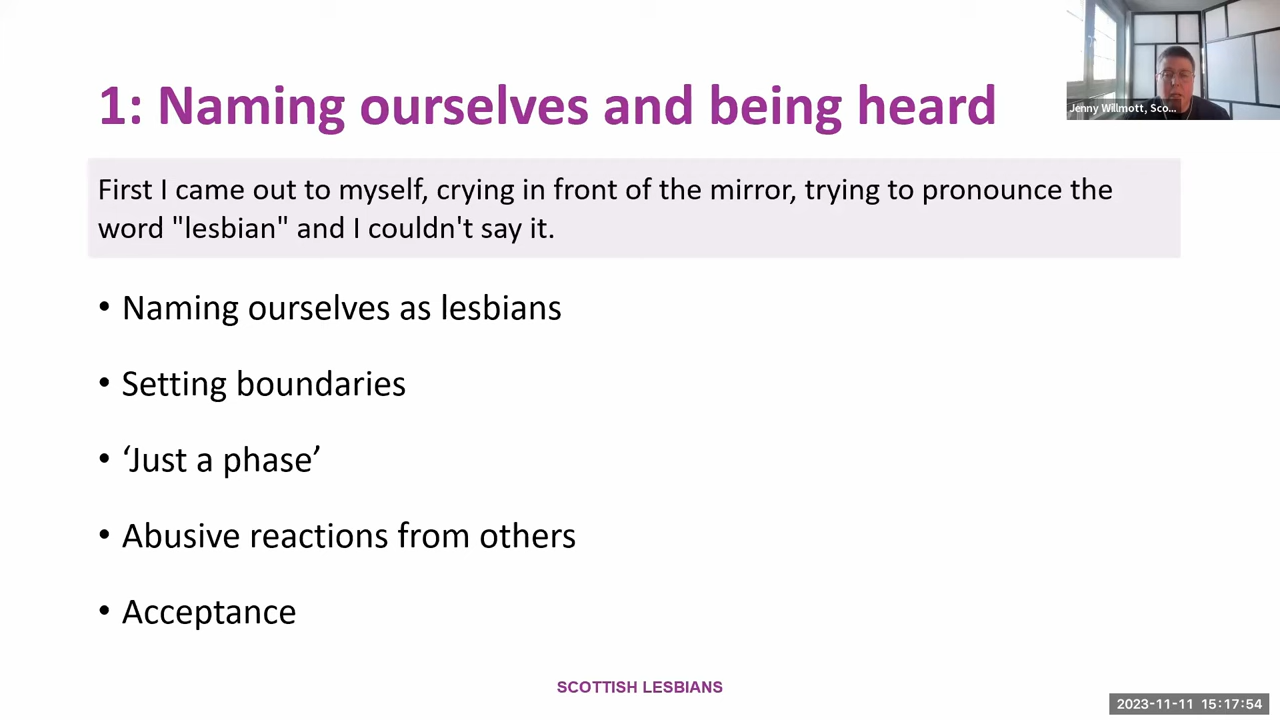 1: Naming ourselves and being heard
Jenny Willmott, Sco...
First I came out to myself, crying in front of the mirror, trying to pronounce the
word "lesbian" and I couldn't say it.
• Naming ourselves as lesbians
• Setting boundaries
• ‘Just a phase’
• Abusive reactions from others
• Acceptance
SCOTTISH LESBIANS
2023-11-11 15:17:54